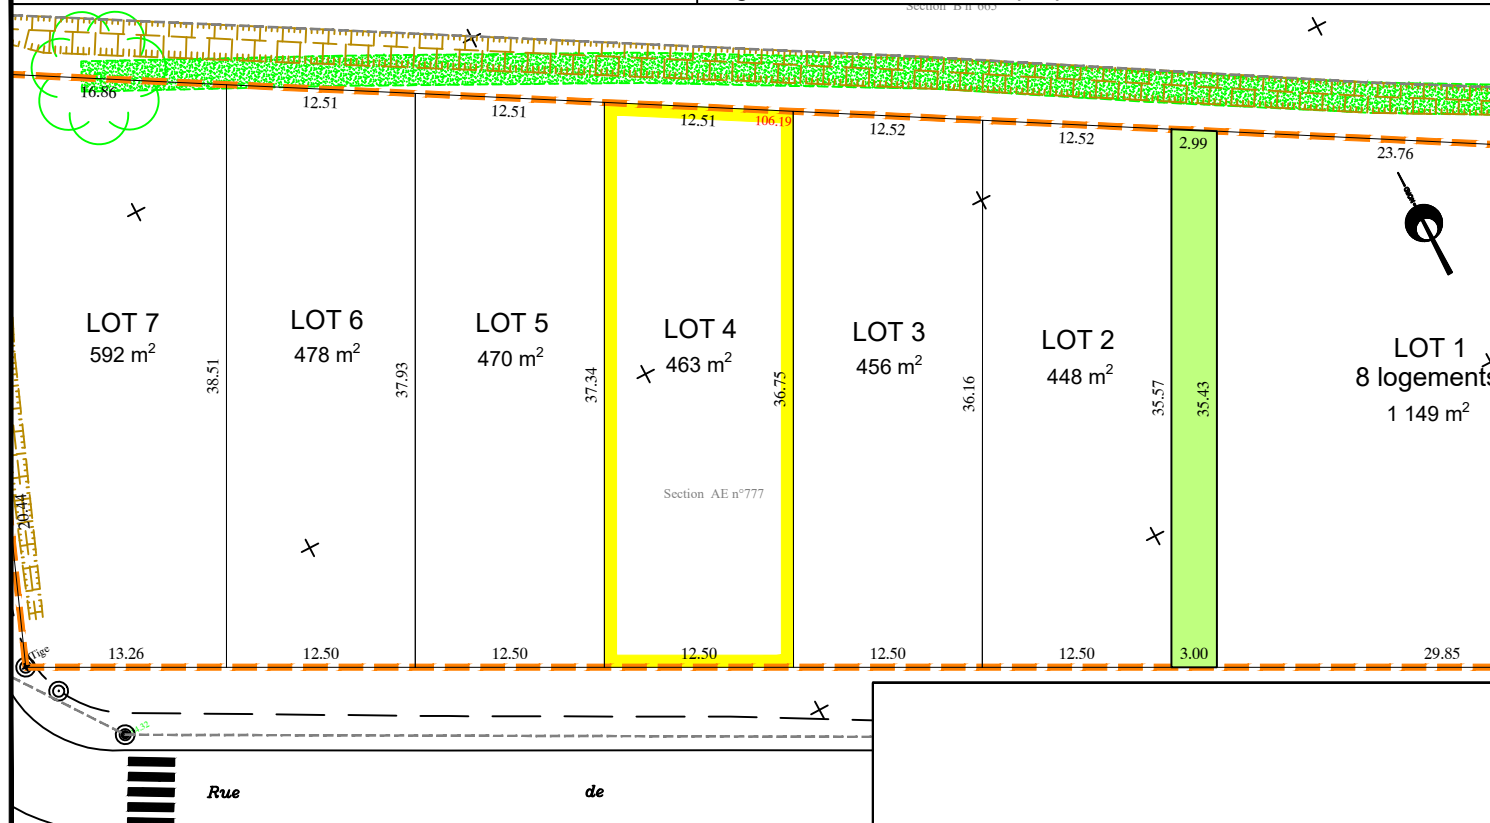 Section B n°665
16.86
12.51
12.51
12.51
106.19
12.52
12.52
2.99
23.76
LOT 7
592 m²
LOT 6
478 m²
LOT 5
470 m²
LOT 4
463 m²
LOT 3
456 m²
LOT 2
448 m²
LOT 1
8 logements
1 149 m²
38.51
37.93
37.34
36.75
36.16
35.57
35.43
20.44
Section AE n°777
Tige
13.26
12.50
12.50
12.50
12.50
12.50
3.00
29.85
Rue de